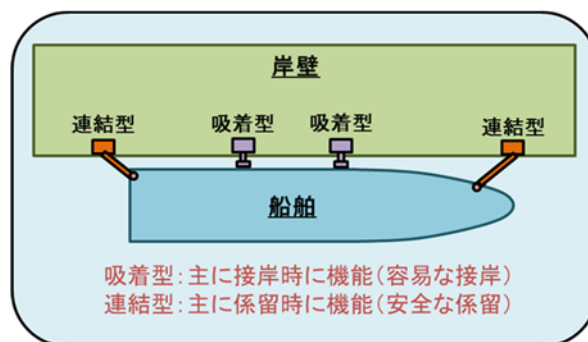 岸壁
連結型 吸着型 吸着型 連結型
船舶
吸着型:主に接岸時に機能(容易な接岸)
連結型:主に係留時に機能(安全な係留)